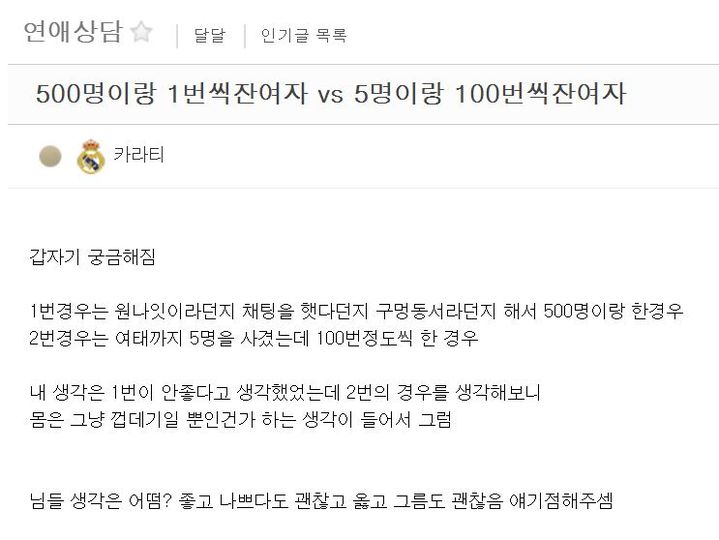 연애상담
달달
인기글 목록
500명이랑 1번씩잔여자 vs 5명이랑 100번씩잔여자
카라티
갑자기 궁금해짐
1번경우는 원나잇이라던지 채팅을 햇다던지 구멍동서라던지 해서 500명이랑 한경우
2번경우는 여태까지 5명을 사겼는데 100번정도씩 한 경우
내 생각은 1번이 안좋다고 생각했었는데 2번의 경우를 생각해보니
몸은 그냥 껍데기일 뿐인건가 하는 생각이 들어서 그럼
님들 생각은 어떰? 좋고 나쁘다도 괜찮고 옳고 그름도 괜찮음 얘기점해주셈